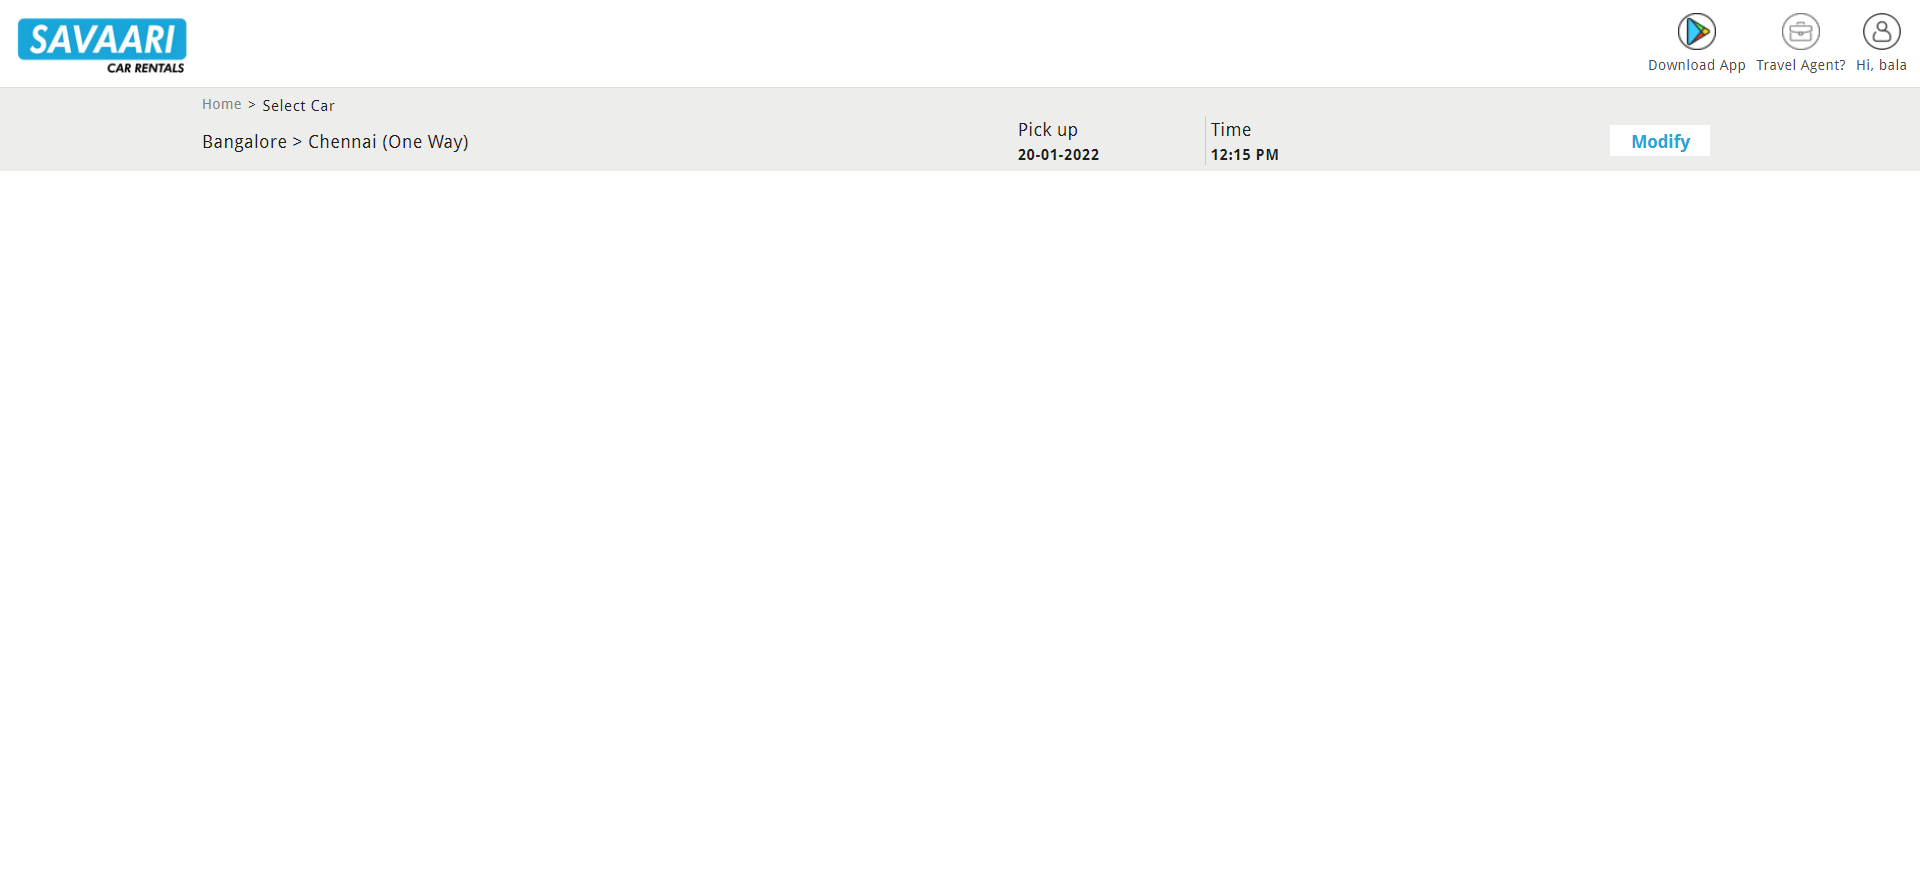 SAVAARI
CAR RENTALS
Download App
Travel Agent?
Hi, bala
Home > Select Car
Bangalore > Chennai (One Way)
Pick up
20-01-2022
Time
12:15 PM
Modify